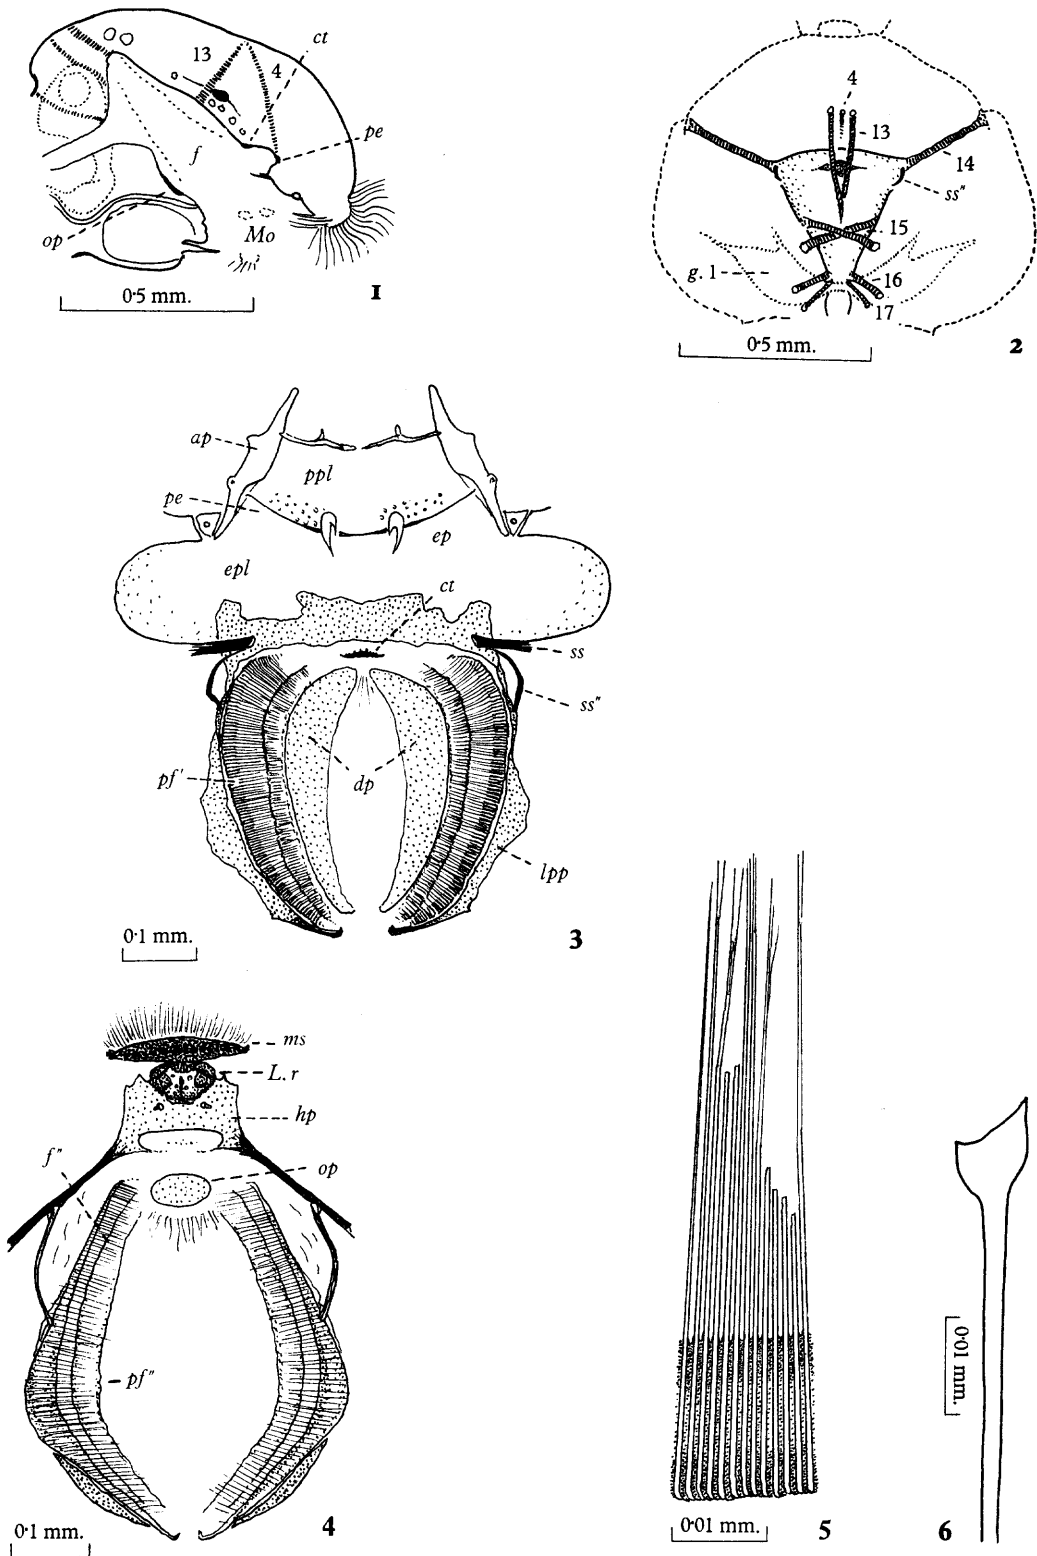 ct
13
4
pe
f
op
Mo
0·5 mm.
1
4
13
14
ss"
15
g. 1
16
17
0·5 mm.
2
ap
ppl
pe
ep
epl
ct
ss
ss"
pf'
dp
lpp
0·1 mm.
3
ms
L. r
hp
f"
op
pf"
0·1 mm.
4
0·01 mm.
5
0·01 mm.
6